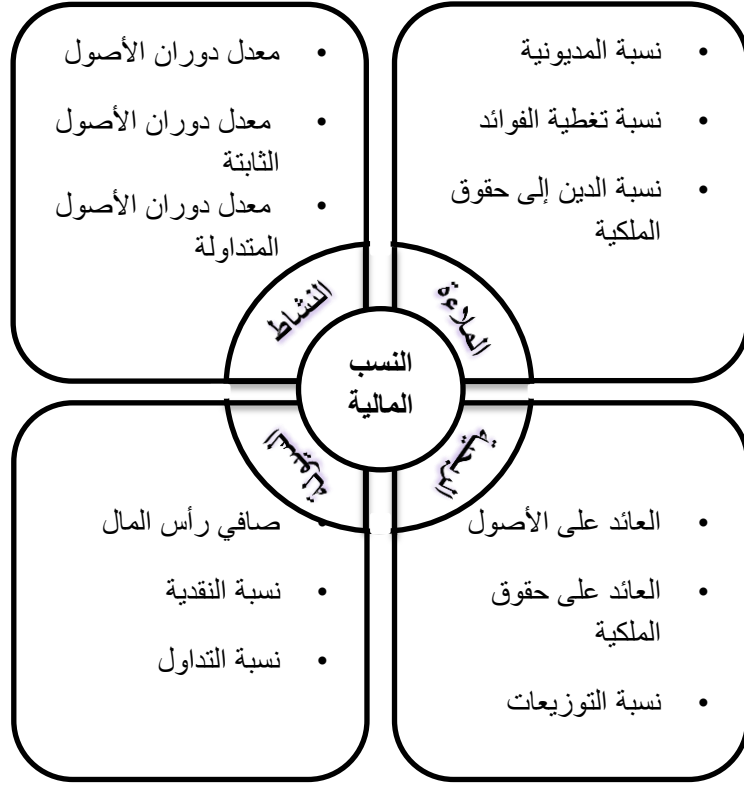 • نسبة المديونية
• نسبة تغطية الفوائد
• نسبة الدين إلى حقوق
الملكية
• معدل دوران الأصول
• معدل دوران الأصول
الثابتة
• معدل دوران الأصول
المتداولة
الملاءة
النشاط
النسب
المالية
الربحية
السيولة
• العائد على الأصول
• العائد على حقوق
الملكية
• نسبة التوزيعات
• صافي رأس المال
• نسبة النقدية
• نسبة التداول